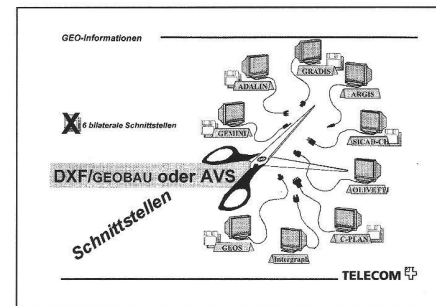 GEO-Informationen
GRADIS
ADALIN
ARGIS
X 6 bilaterale Schnittstellen
GEMINI
SICAD-CH
DXF/GEOBAU oder AVS
OLIVETTI
Schnittstellen
C-PLAN
GEOS
Intergraph
TELECOM